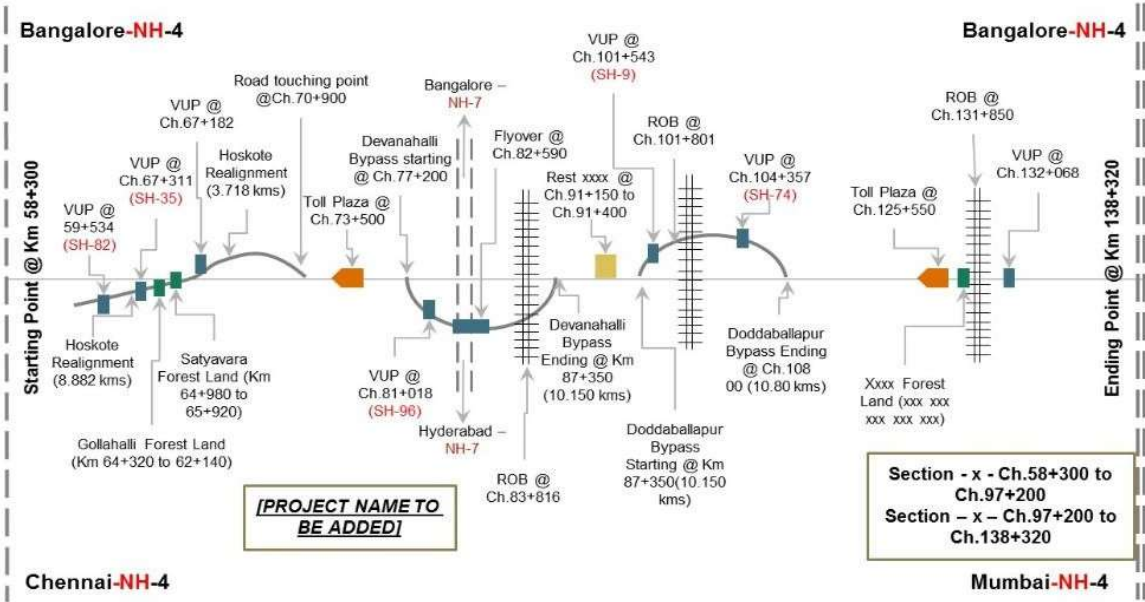 Bangalore-NH-4
Bangalore-NH-4
Starting Point @ Km 58+300
VUP @
59+534
(SH-82)
VUP @
Ch.67+311
(SH-35)
VUP @
Ch.67+182
Hoskote
Realignment
(3.718 kms)
Road touching point
@Ch.70+900
Toll Plaza @
Ch.73+500
Devanahalli
Bypass starting
@ Ch.77+200
Bangalore –
NH-7
Flyover @
Ch.82+590
Rest xxxx @
Ch.91+150 to
Ch.91+400
VUP @
Ch.101+543
(SH-9)
ROB @
Ch.101+801
VUP @
Ch.104+357
(SH-74)
Toll Plaza @
Ch.125+550
ROB @
Ch.131+850
VUP @
Ch.132+068
Ending Point @ Km 138+320
Hoskote
Realignment
(8.882 kms)
Satyavara
Forest Land (Km
64+980 to
65+920)
Gollahalli Forest Land
(Km 64+320 to 62+140)
VUP @
Ch.81+018
(SH-96)
Hyderabad –
NH-7
ROB @
Ch.83+816
Devanahalli
Bypass
Ending @ Km
87+350
(10.150 kms)
Doddaballapur
Bypass
Starting @ Km
87+350(10.150
kms)
Doddaballapur
Bypass Ending
@ Ch.108
00 (10.80 kms)
Xxxx Forest
Land (xxx xxx
xxx xxx xxx)
[PROJECT NAME TO
BE ADDED]
Section - x - Ch.58+300 to
Ch.97+200
Section – x – Ch.97+200 to
Ch.138+320
Chennai-NH-4
Mumbai-NH-4